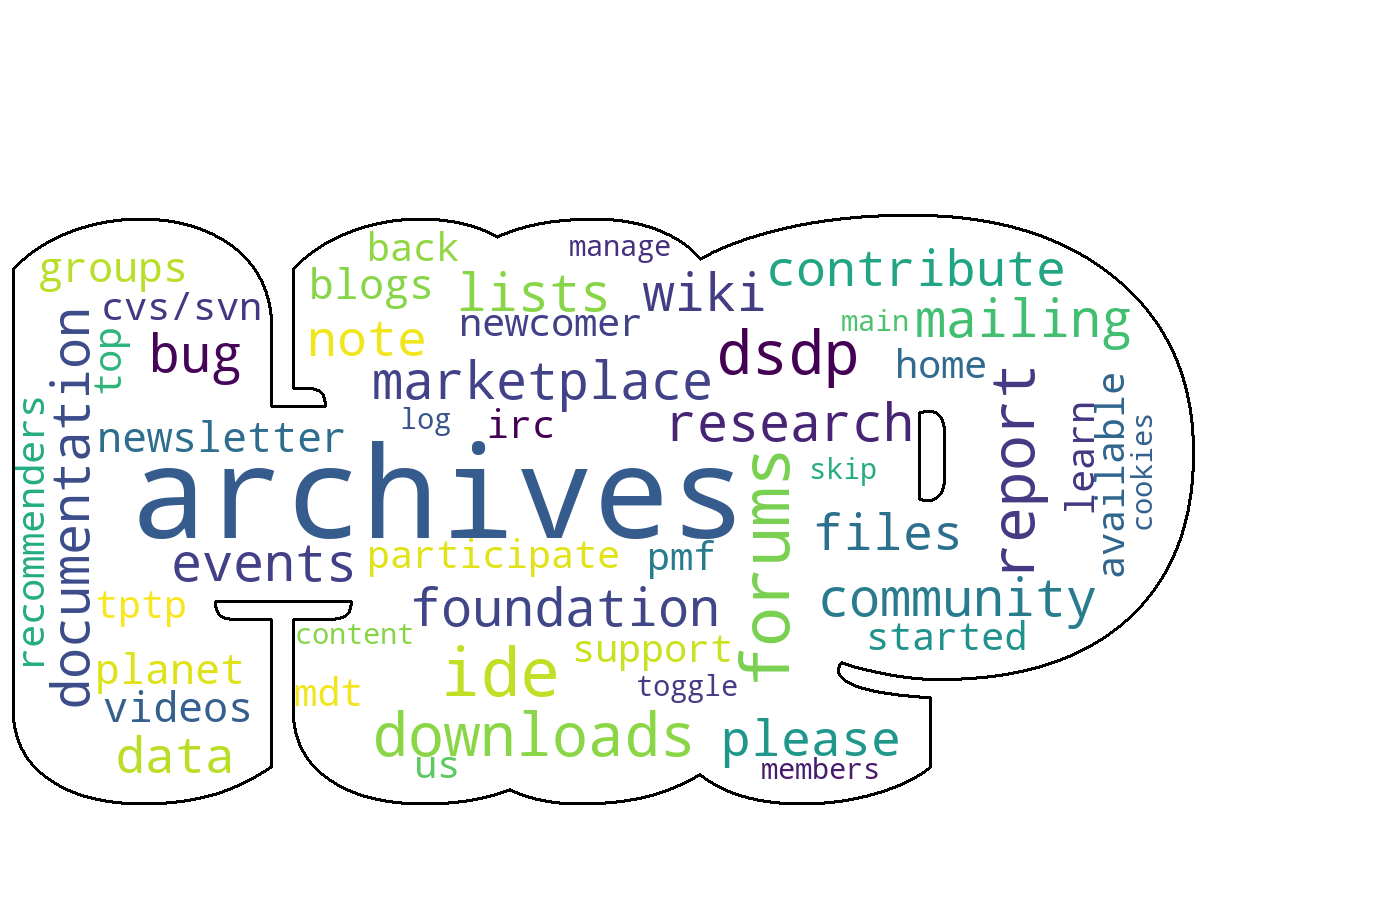 back
manage
groups
contribute
blogs
lists
wiki
cvs/svn
newcomer
main
mailing
note
top
bug
dsdp
home
marketplace
documentation
recommenders
log
irc
research
report
learn
available
cookies
newsletter
archives
forums
skip
files
events
participate
pmf
tptp
foundation
community
content
support
started
planet
ide
toggle
mdt
videos
downloads
please
data
us
members